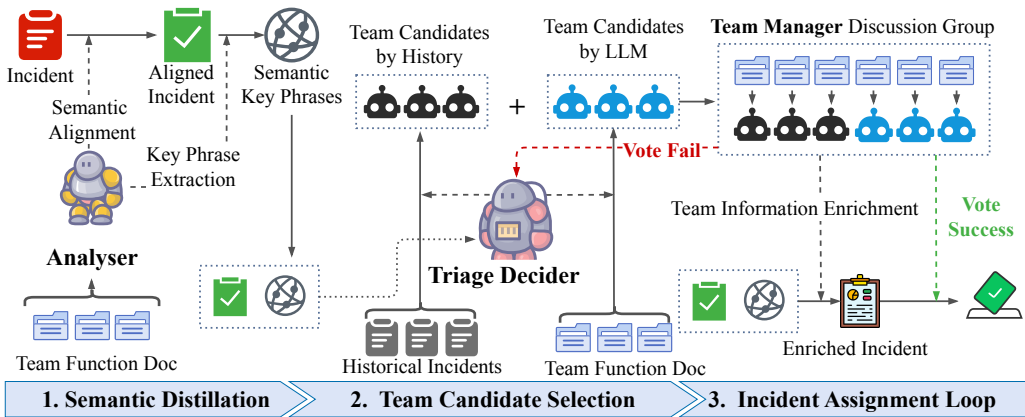 Incident
Aligned
Incident
Semantic
Key Phrases
Semantic
Alignment
Key Phrase
Extraction
Analyser
Team Function Doc
Team Candidates
by History
+
Team Candidates
by LLM
Team Manager Discussion Group
Vote Fail
Triage Decider
Historical Incidents
Team Function Doc
Team Information Enrichment
Vote
Success
Enriched Incident
1. Semantic Distillation
2. Team Candidate Selection
3. Incident Assignment Loop